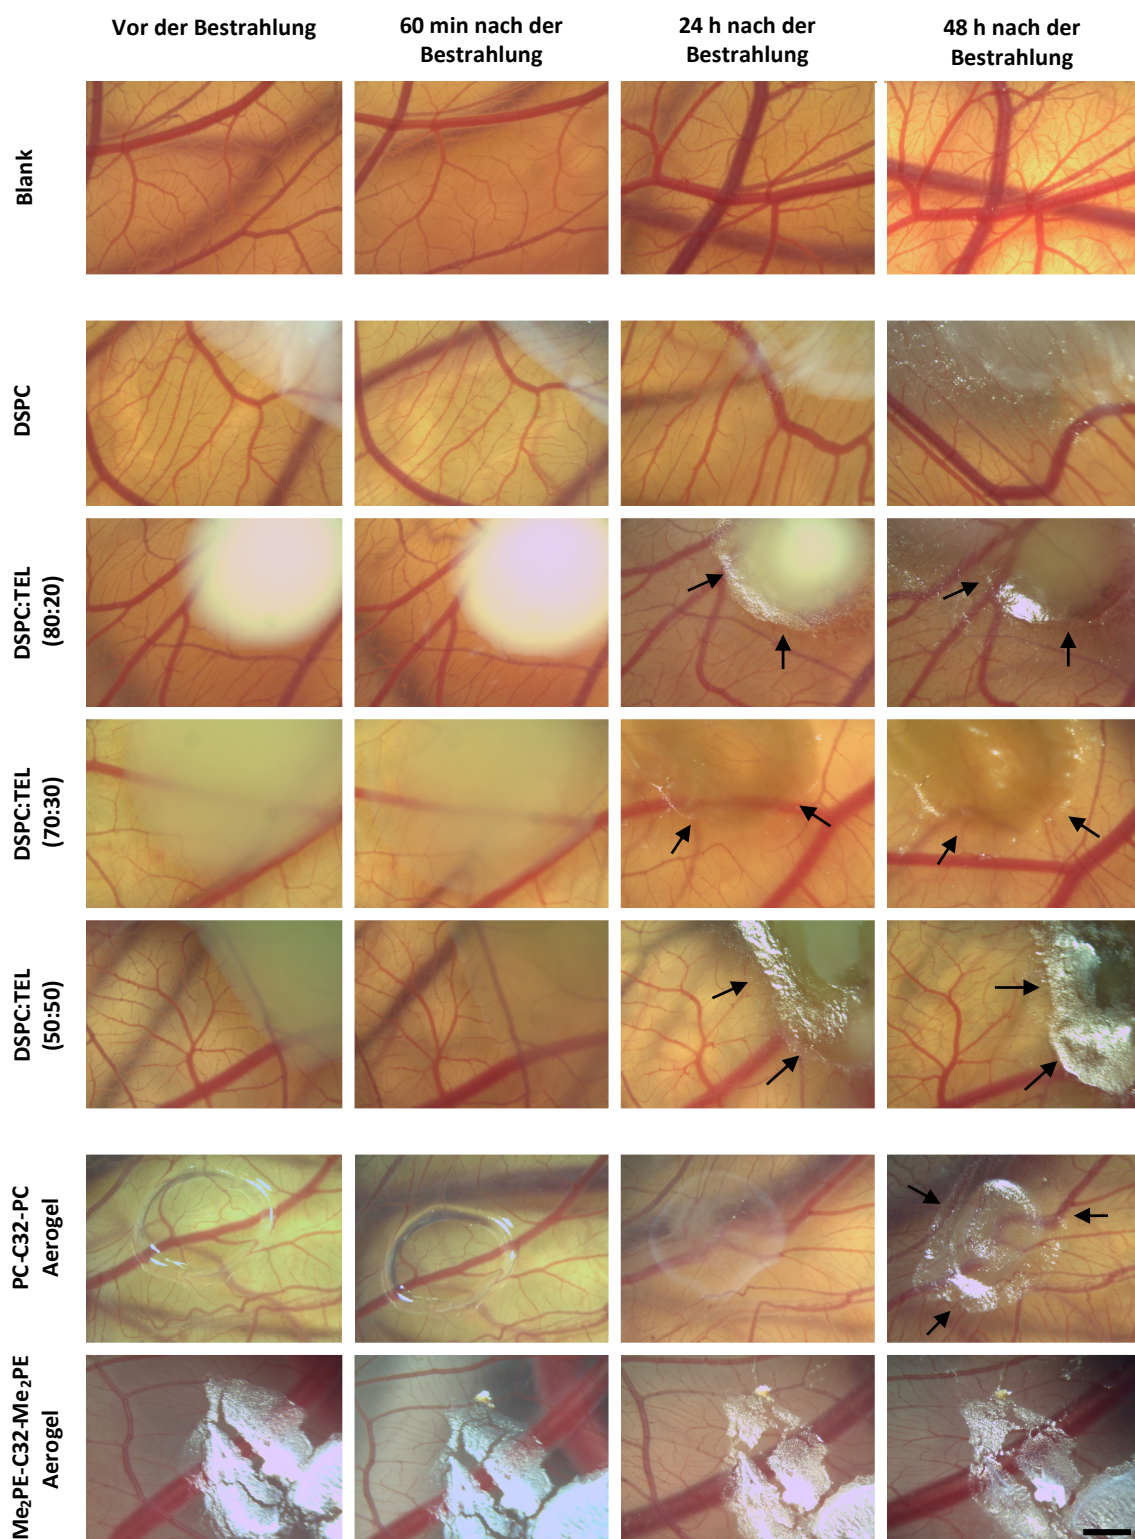 Vor der Bestrahlung
60 min nach der
Bestrahlung
24 h nach der
Bestrahlung
48 h nach der
Bestrahlung
Blank
DSPC
DSPC:TEL
(80:20)
DSPC:TEL
(70:30)
DSPC:TEL
(50:50)
PC-C32-PC
Aerogel
Me₂PE-C32-Me₂PE
Aerogel